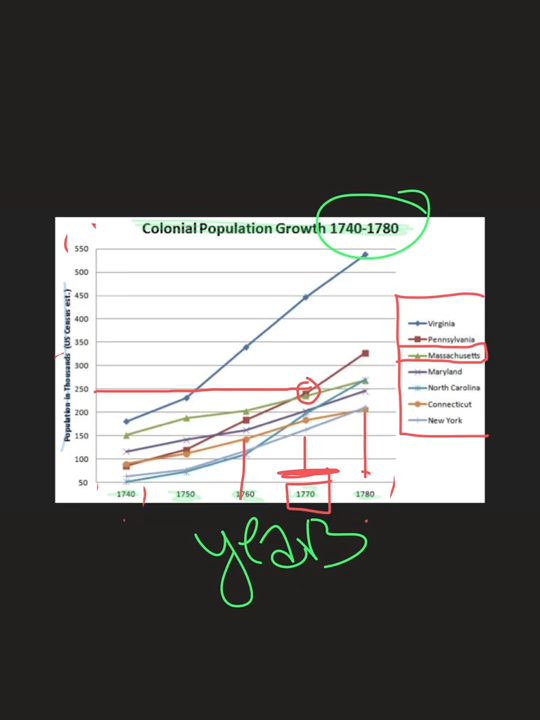 Colonial Population Growth 1740-1780
Population in Thousands (US Census est.)
550
500
450
400
350
300
250
200
150
100
50
1740 1750 1760 1770 1780
Virginia
Pennsylvania
Massachusetts
Maryland
North Carolina
Connecticut
New York
years